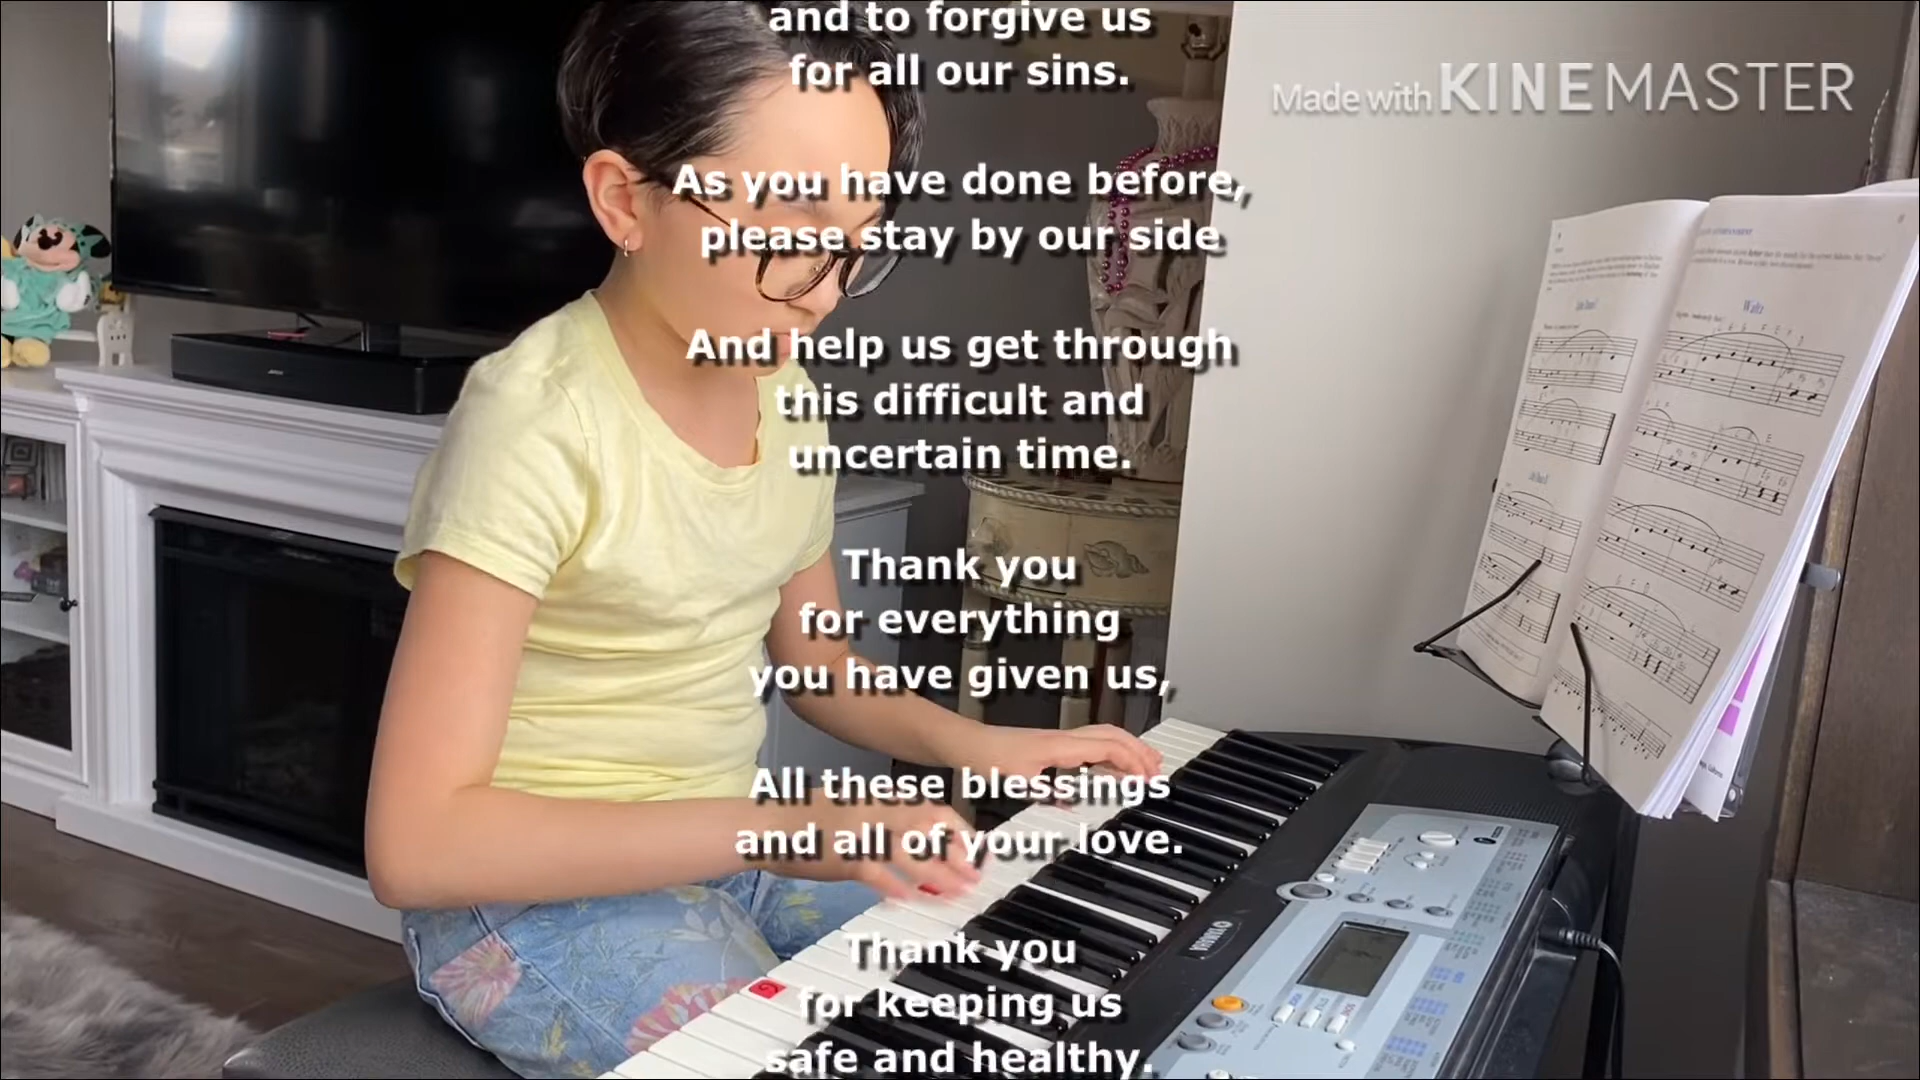 and to forgive us
for all our sins.
Made with KINEMASTER
As you have done before,
please stay by our side
And help us get through
this difficult and
uncertain time.
Waltz
Thank you
for everything
you have given us,
All these blessings
and all of your love.
YAMAHA
Thank you
for keeping us
safe and healthy.